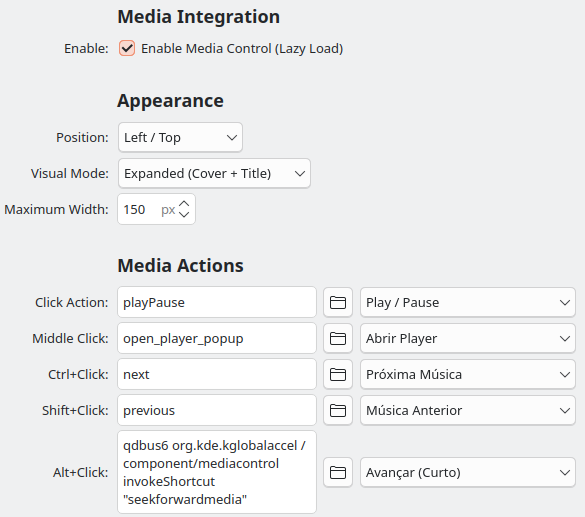 Media Integration
Enable: Enable Media Control (Lazy Load)
Appearance
Position: Left / Top
Visual Mode: Expanded (Cover + Title)
Maximum Width: 150 px
Media Actions
Click Action: playPause Play / Pause
Middle Click: open_player_popup Abrir Player
Ctrl+Click: next Próxima Música
Shift+Click: previous Música Anterior
qdbus6 org.kde.kglobalaccel /
component/mediacontrol
Alt+Click: invokeShortcut Avançar (Curto)
"seekforwardmedia"